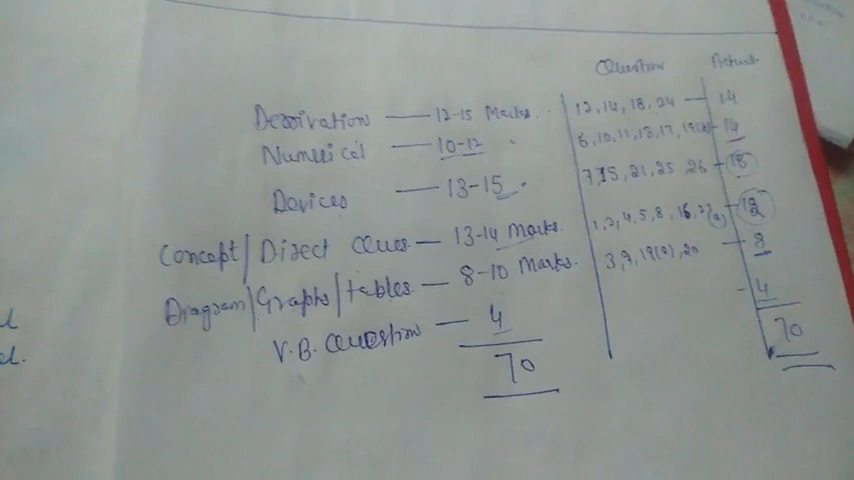 Question Actual
Derivation — 12-15 Marks. 12, 14, 18, 24 — 14
Numerical — 10-12 " 6, 10, 11, 13, 17, 19(b) - 14
Devices — 13-15 " 7, 15, 21, 25, 26 - 18
Concept/Direct Ques. — 13-14 Marks. 1, 2, 4, 5, 8, 16, (a) - 12
Diagram/Graphs/tables — 8-10 Marks. 3, 9, 19(a), 20 — 8
V.B. Question — 4 - 4
70 70